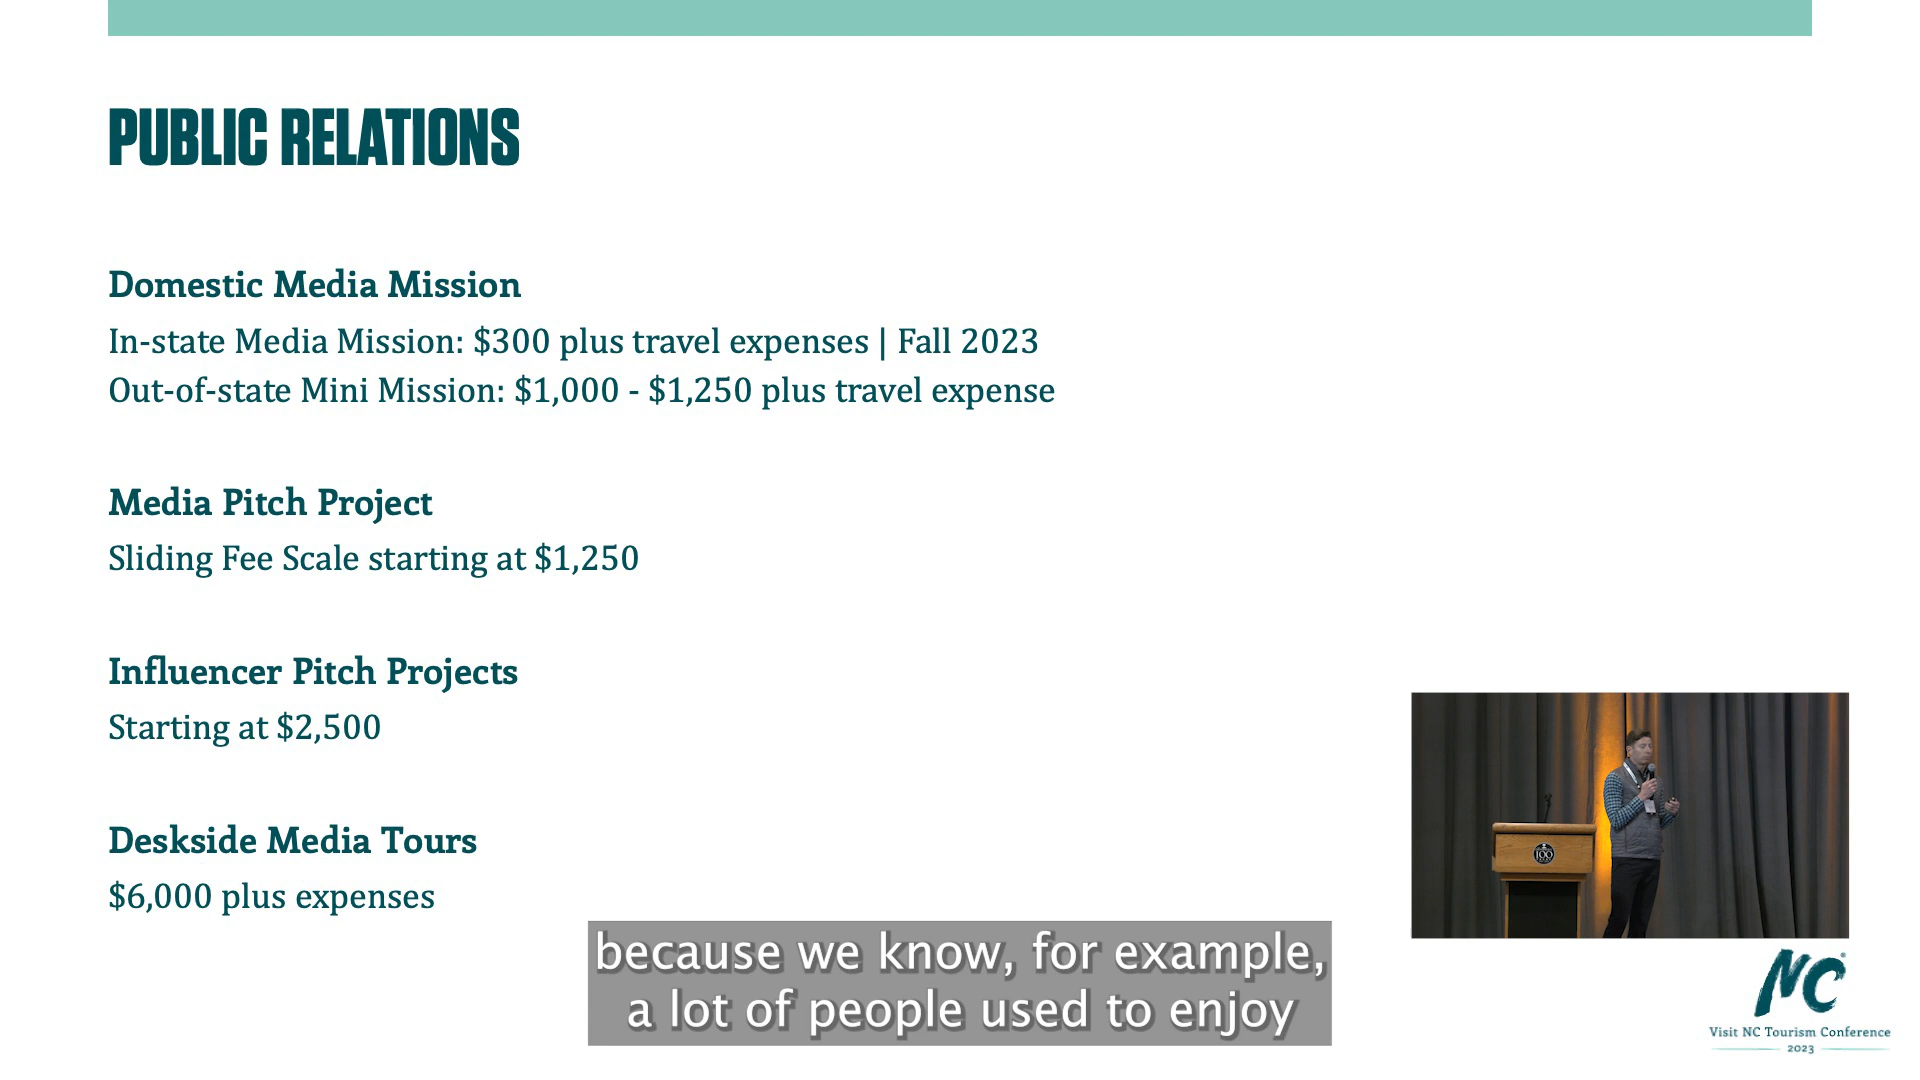 PUBLIC RELATIONS
Domestic Media Mission
In-state Media Mission: $300 plus travel expenses | Fall 2023
Out-of-state Mini Mission: $1,000 - $1,250 plus travel expense
Media Pitch Project
Sliding Fee Scale starting at $1,250
Influencer Pitch Projects
Starting at $2,500
Deskside Media Tours
$6,000 plus expenses
because we know, for example,
a lot of people used to enjoy
100
NC
Visit NC Tourism Conference
2023